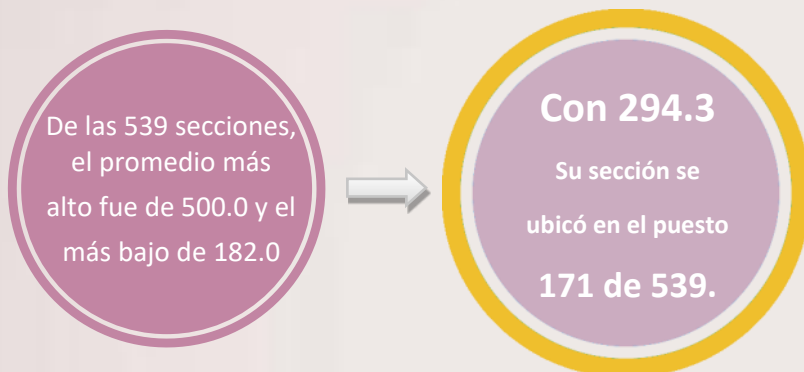 De las 539 secciones,
el promedio más
alto fue de 500.0 y el
más bajo de 182.0
Con 294.3
Su sección se
ubicó en el puesto
171 de 539.